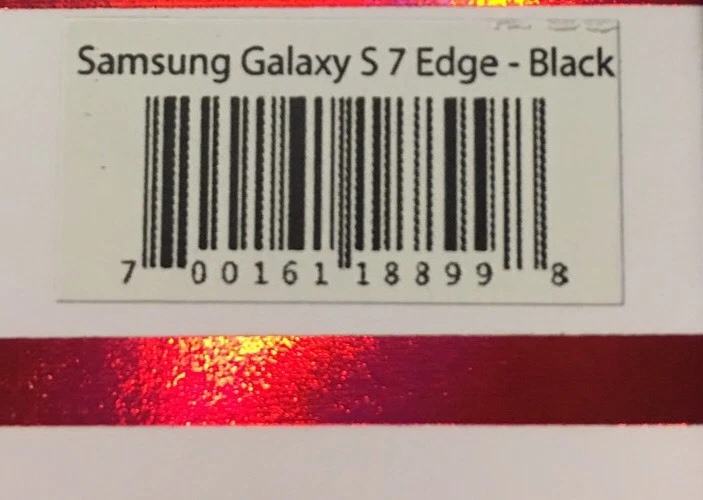 Samsung Galaxy S 7 Edge - Black
7 00161 18899 8